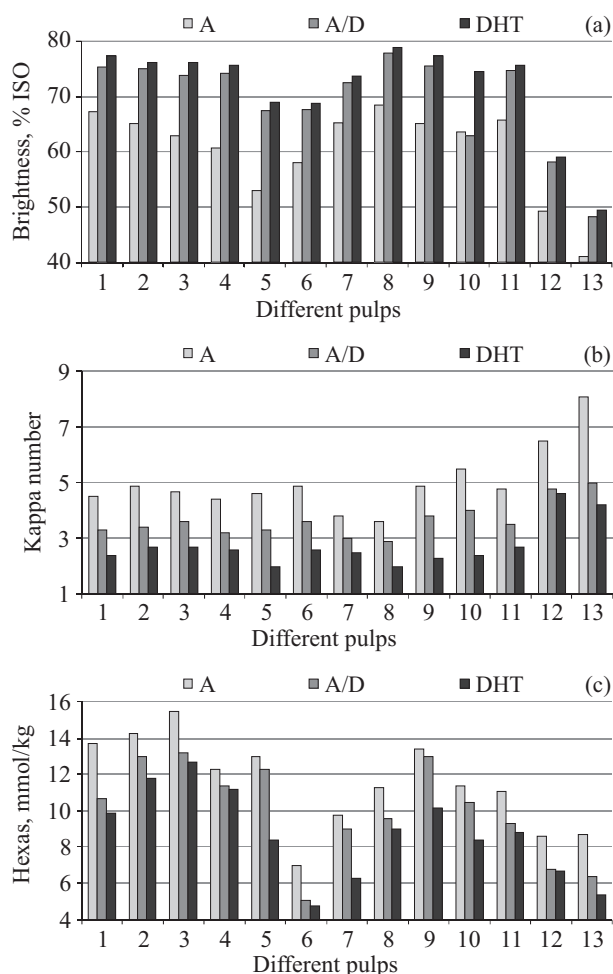 A A/D DHT (a)
Brightness, % ISO
80
70
60
50
40
1 2 3 4 5 6 7 8 9 10 11 12 13
Different pulps
A A/D DHT (b)
Kappa number
9
7
5
3
1
1 2 3 4 5 6 7 8 9 10 11 12 13
Different pulps
A A/D DHT (c)
Hexas, mmol/kg
16
14
12
10
8
6
4
1 2 3 4 5 6 7 8 9 10 11 12 13
Different pulps